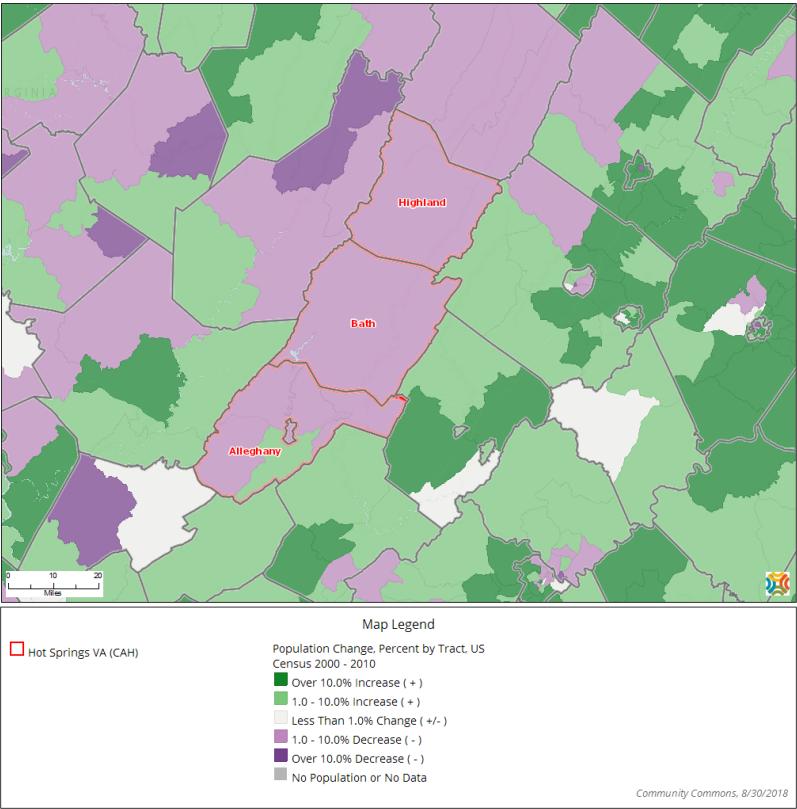 RGINIA
Highland
Bath
Alleghany
0 10 20
Miles
Map Legend
Hot Springs VA (CAH)
Population Change, Percent by Tract, US
Census 2000 - 2010
Over 10.0% Increase ( + )
1.0 - 10.0% Increase ( + )
Less Than 1.0% Change ( +/- )
1.0 - 10.0% Decrease ( - )
Over 10.0% Decrease ( - )
No Population or No Data
Community Commons, 8/30/2018